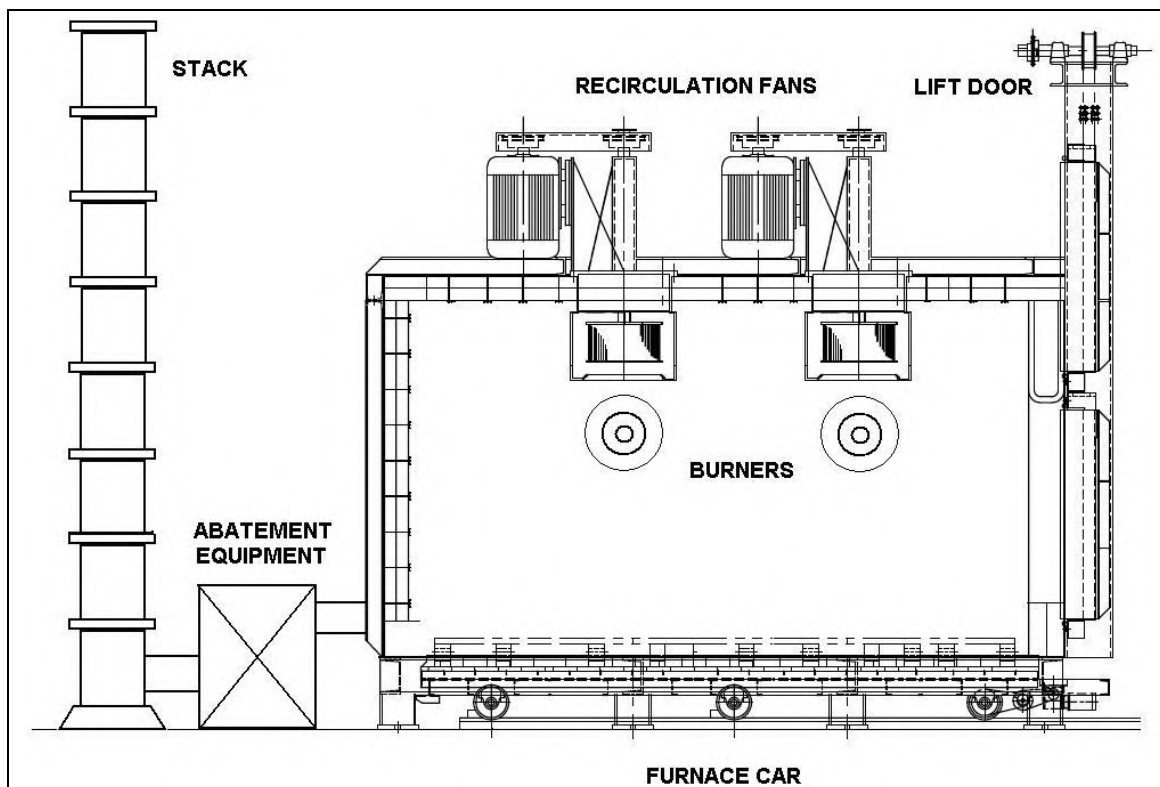 STACK
RECIRCULATION FANS
LIFT DOOR
BURNERS
ABATEMENT
EQUIPMENT
FURNACE CAR